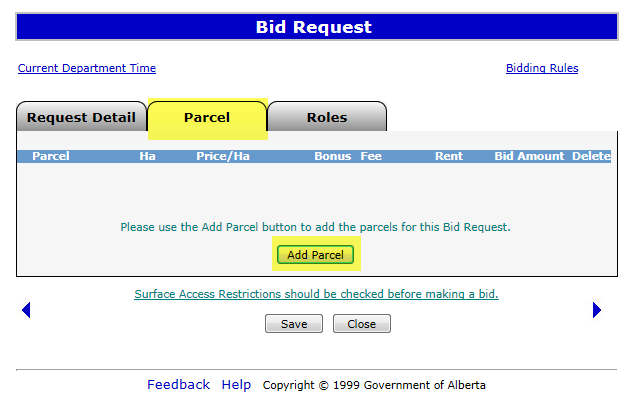 Bid Request
Current Department Time Bidding Rules
Request Detail Parcel Roles
Parcel Ha Price/Ha Bonus Fee Rent Bid Amount Delete
Please use the Add Parcel button to add the parcels for this Bid Request.
Add Parcel
Surface Access Restrictions should be checked before making a bid.
Save Close
Feedback Help Copyright © 1999 Government of Alberta